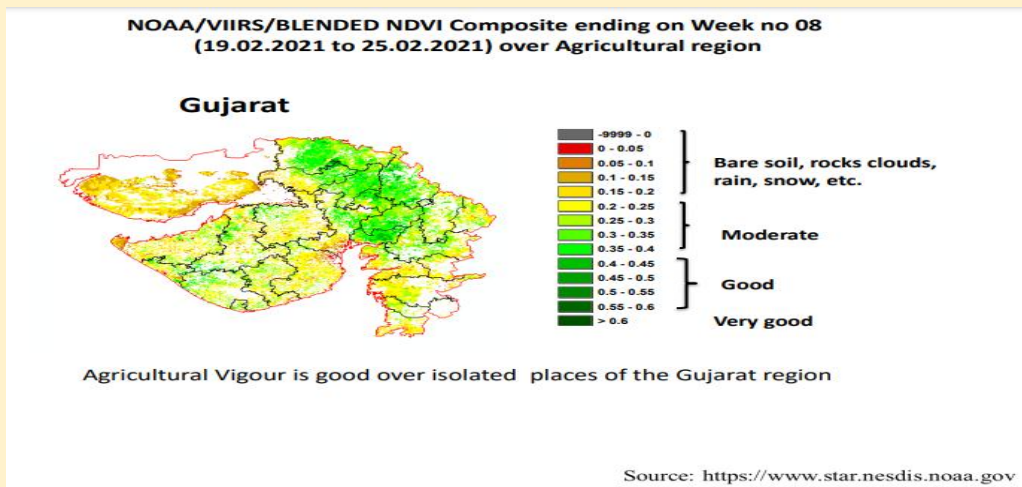 NOAA/VIIRS/BLENDED NDVI Composite ending on Week no 08
(19.02.2021 to 25.02.2021) over Agricultural region
Gujarat
-9999 - 0
0 - 0.05
0.05 - 0.1
0.1 - 0.15
0.15 - 0.2
0.2 - 0.25
0.25 - 0.3
0.3 - 0.35
0.35 - 0.4
0.4 - 0.45
0.45 - 0.5
0.5 - 0.55
0.55 - 0.6
> 0.6
Bare soil, rocks clouds,
rain, snow, etc.
Moderate
Good
Very good
Agricultural Vigour is good over isolated places of the Gujarat region
Source: https://www.star.nesdis.noaa.gov